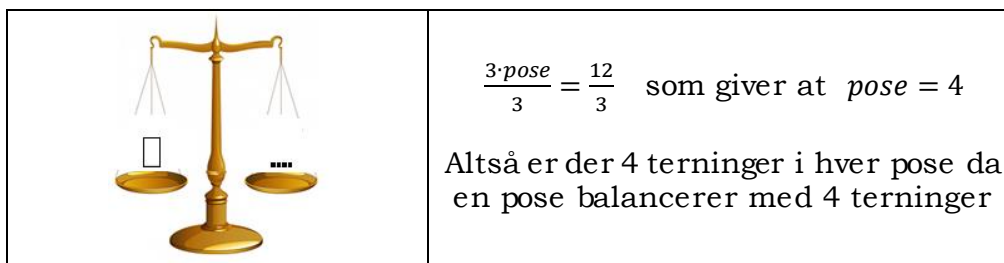 3·pose/3 = 12/3 som giver at pose = 4
Altså er der 4 terninger i hver pose da
en pose balancerer med 4 terninger